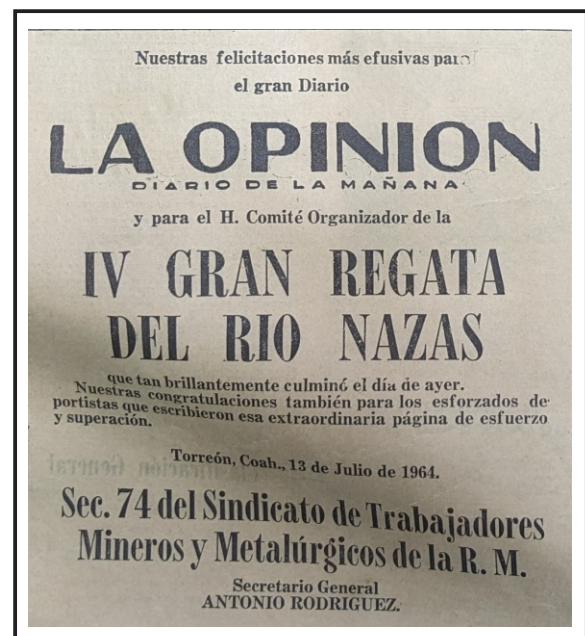 Nuestras felicitaciones más efusivas para
el gran Diario
LA OPINION
DIARIO DE LA MAÑANA
y para el H. Comité Organizador de la
IV GRAN REGATA
DEL RIO NAZAS
que tan brillantemente culminó el día de ayer.
Nuestras congratulaciones también para los esforzados de-
portistas que escribieron esa extraordinaria página de esfuerzo
y superación.
Torreón, Coah., 13 de Julio de 1964.
Sec. 74 del Sindicato de Trabajadores
Mineros y Metalúrgicos de la R. M.
Secretario General
ANTONIO RODRIGUEZ.